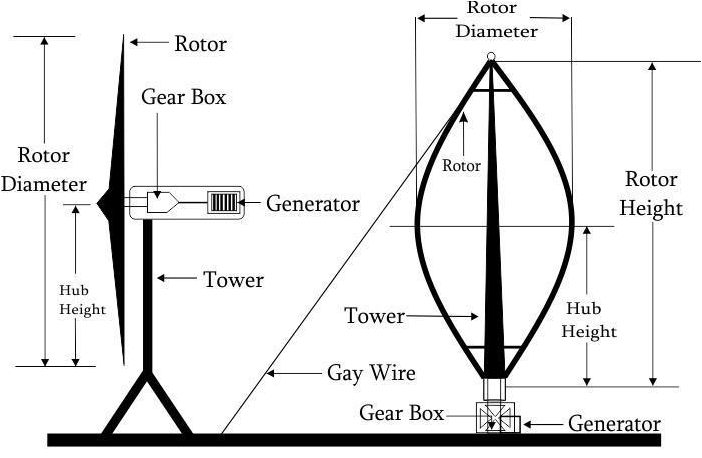 Rotor
Gear Box
Rotor
Diameter
Generator
Hub
Height
Tower
Rotor
Diameter
Rotor
Rotor
Height
Tower
Hub
Height
Gay Wire
Gear Box
Generator